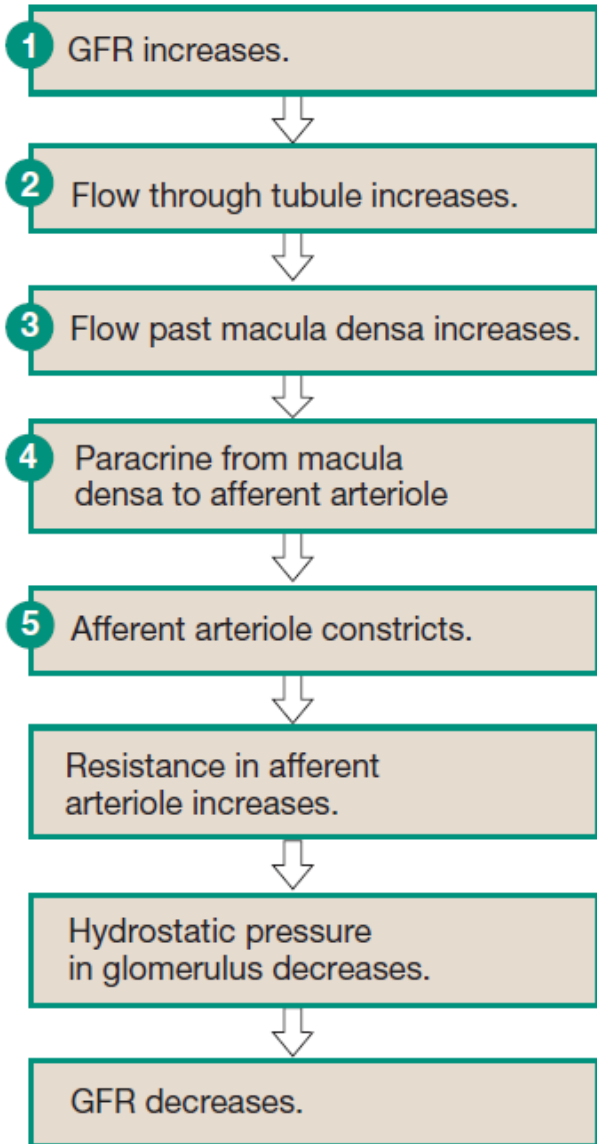 1 GFR increases.
2 Flow through tubule increases.
3 Flow past macula densa increases.
4 Paracrine from macula
densa to afferent arteriole
5 Afferent arteriole constricts.
Resistance in afferent
arteriole increases.
Hydrostatic pressure
in glomerulus decreases.
GFR decreases.